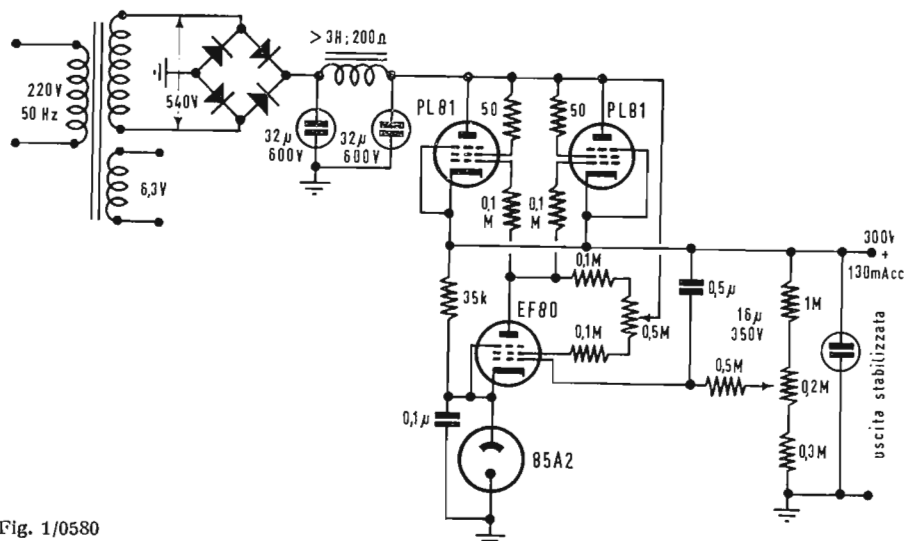 > 3H; 200Ω
220V
50 Hz
540V
6,3V
32µ
600V
32µ
600V
PL81
50
50
PL81
0,1
M
0,1
M
300V
+
130mAcc
35k
EF80
0,1M
0,1M
0,5M
0,5µ
16µ
350V
1M
0,5M
0,2M
0,3M
0,1µ
85A2
uscita stabilizzata
Fig. 1/0580